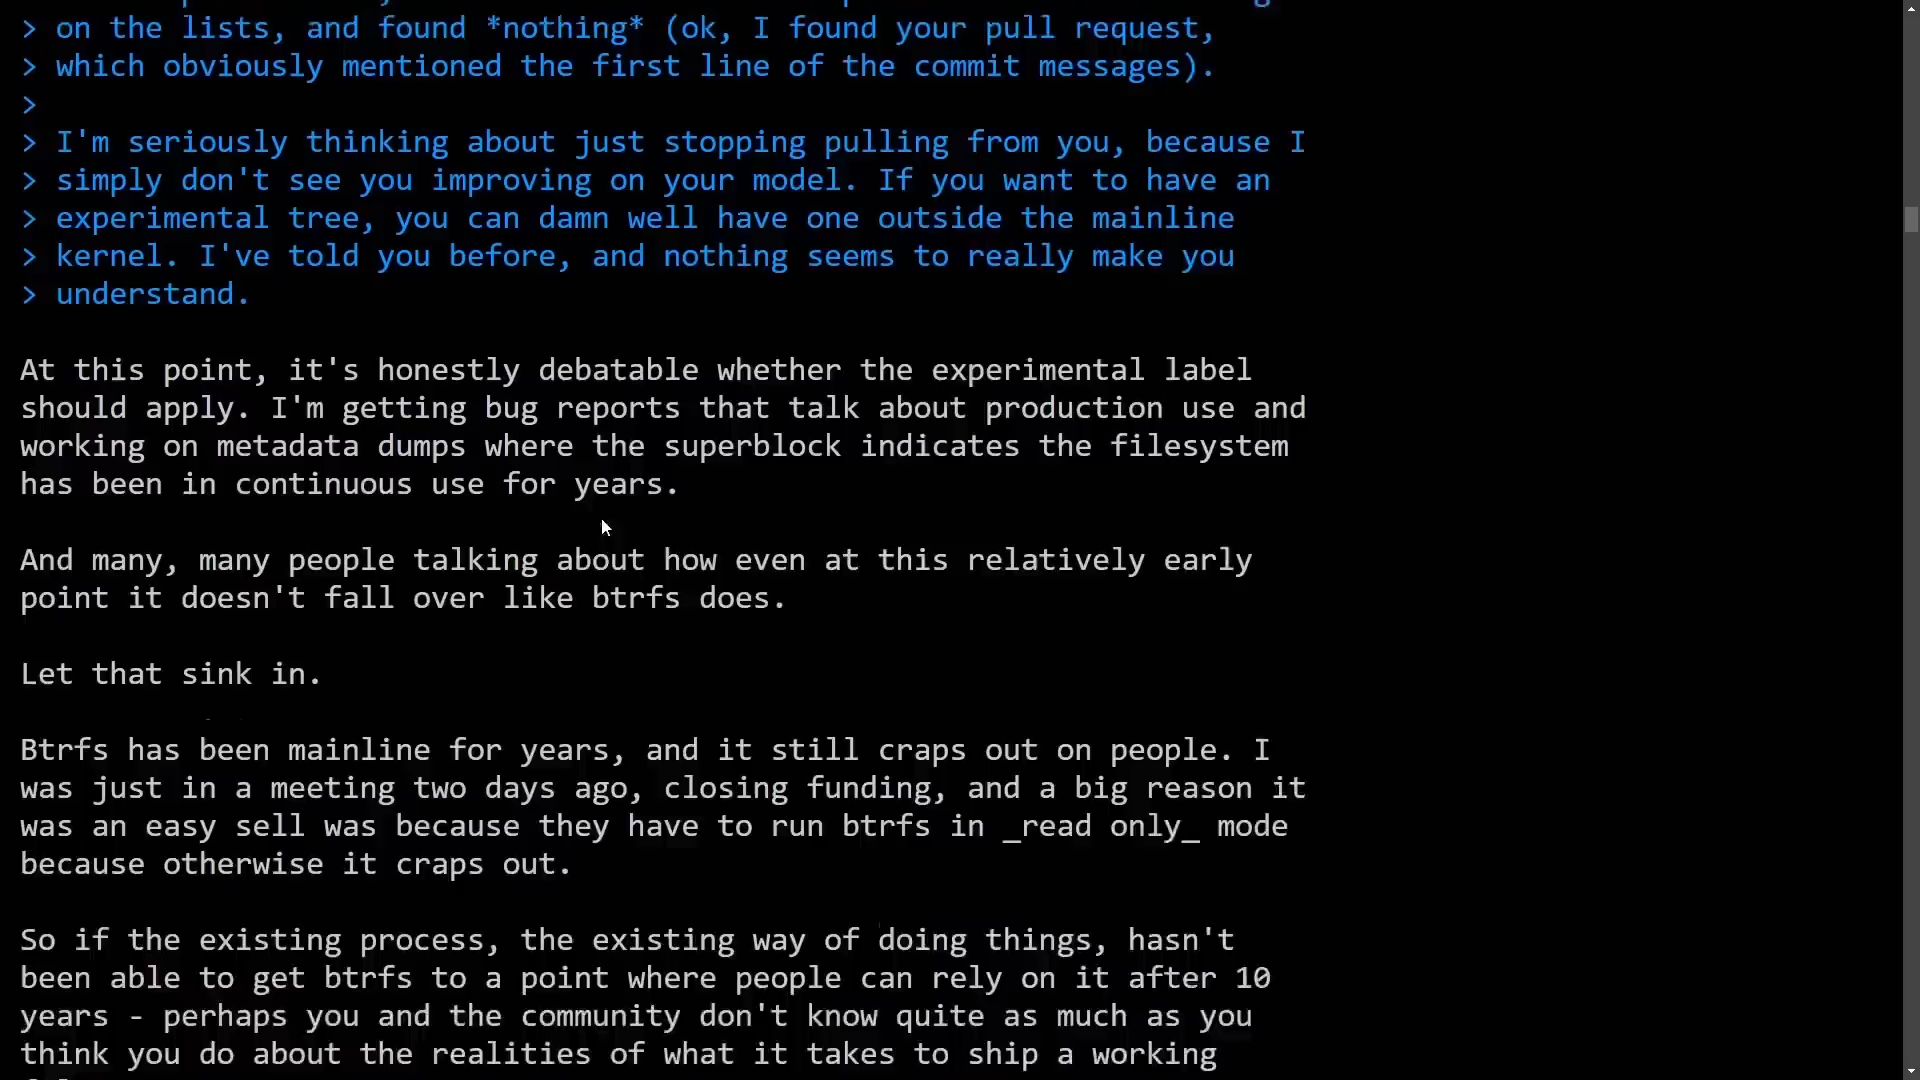 > on the lists, and found *nothing* (ok, I found your pull request,
> which obviously mentioned the first line of the commit messages).
>
> I'm seriously thinking about just stopping pulling from you, because I
> simply don't see you improving on your model. If you want to have an
> experimental tree, you can damn well have one outside the mainline
> kernel. I've told you before, and nothing seems to really make you
> understand.
At this point, it's honestly debatable whether the experimental label
should apply. I'm getting bug reports that talk about production use and
working on metadata dumps where the superblock indicates the filesystem
has been in continuous use for years.
And many, many people talking about how even at this relatively early
point it doesn't fall over like btrfs does.
Let that sink in.
Btrfs has been mainline for years, and it still craps out on people. I
was just in a meeting two days ago, closing funding, and a big reason it
was an easy sell was because they have to run btrfs in _read only_ mode
because otherwise it craps out.
So if the existing process, the existing way of doing things, hasn't
been able to get btrfs to a point where people can rely on it after 10
years - perhaps you and the community don't know quite as much as you
think you do about the realities of what it takes to ship a working